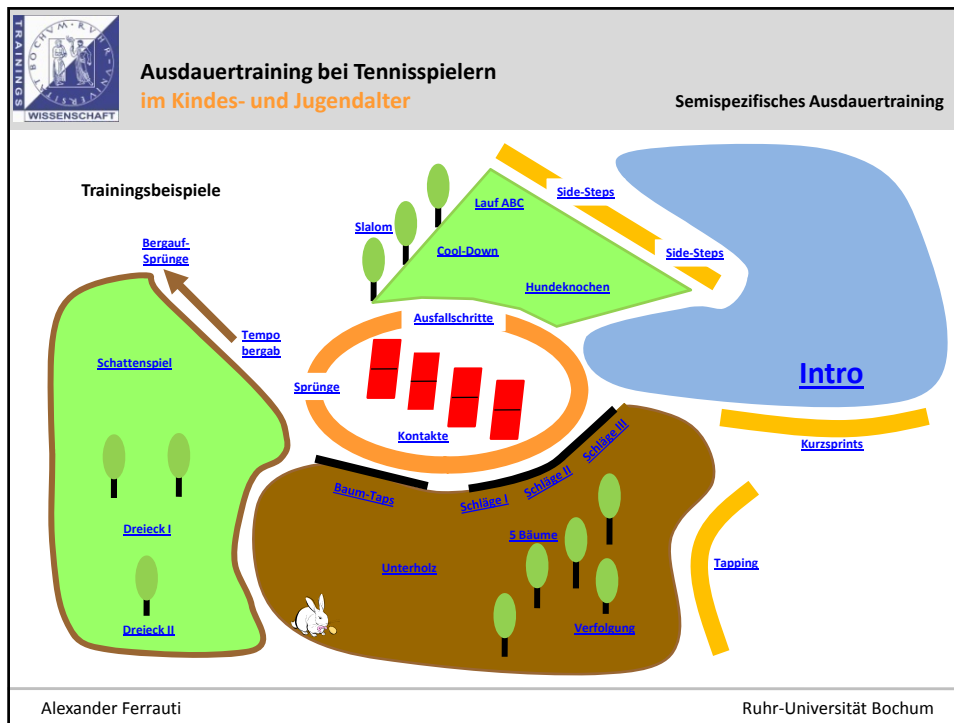 TRAININGS
WISSENSCHAFT
Ausdauertraining bei Tennisspielern
im Kindes- und Jugendalter
Semispezifisches Ausdauertraining
Trainingsbeispiele
Lauf ABC
Side-Steps
Slalom
Bergauf-
Sprünge
Cool-Down
Side-Steps
Hundeknochen
Ausfallschritte
Tempo
bergab
Schattenspiel
Sprünge
Intro
Kontakte
Kurzsprints
Schläge III
Schläge II
Schläge I
Baum-Taps
Dreieck I
5 Bäume
Unterholz
Tapping
Dreieck II
Verfolgung
Alexander Ferrauti
Ruhr-Universität Bochum